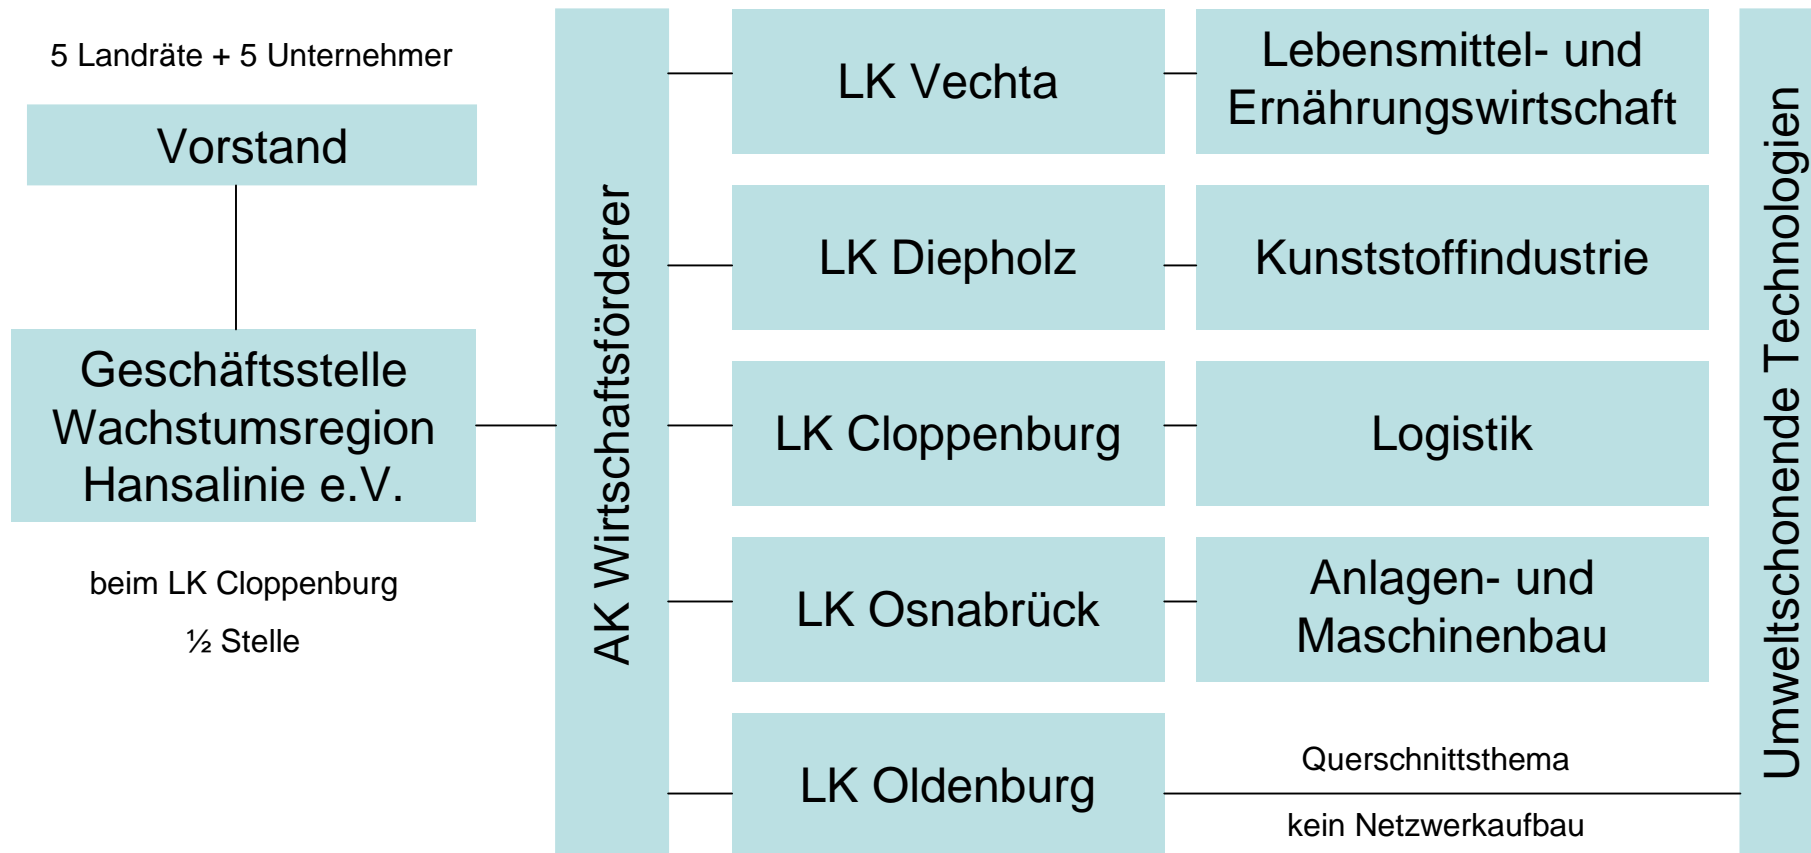 5 Landräte + 5 Unternehmer
Vorstand
Geschäftsstelle
Wachstumsregion
Hansalinie e.V.
beim LK Cloppenburg
½ Stelle
AK Wirtschaftsförderer
LK Vechta
Lebensmittel- und
Ernährungswirtschaft
LK Diepholz
Kunststoffindustrie
LK Cloppenburg
Logistik
LK Osnabrück
Anlagen- und
Maschinenbau
LK Oldenburg
Querschnittsthema
kein Netzwerkaufbau
Umweltschonende Technologien